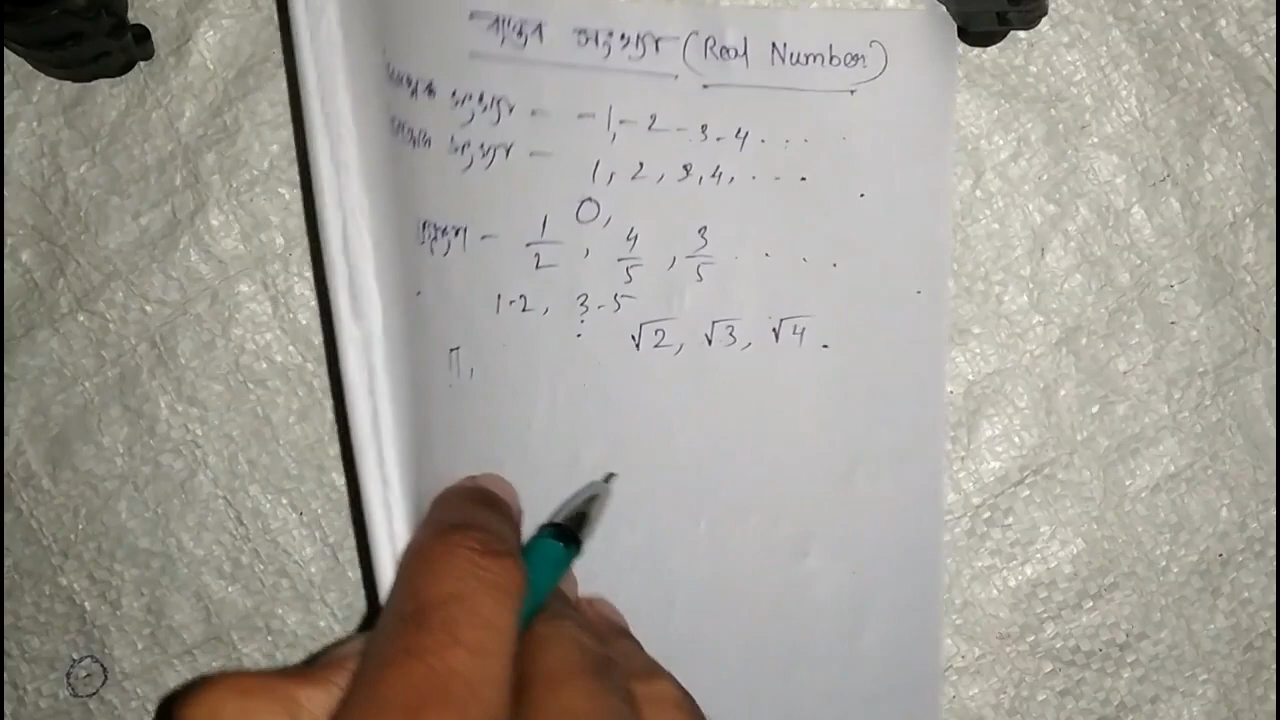 বাস্তব সংখ্যা (Real Number)
সংখ্যা - -1, -2 -3 -4 . . . .
সংখ্যা - 1, 2, 3, 4, . . .
0,
1/2, 4/5, 3/5 . . . .
1.2, 3.5
√2, √3, √4 .
π,